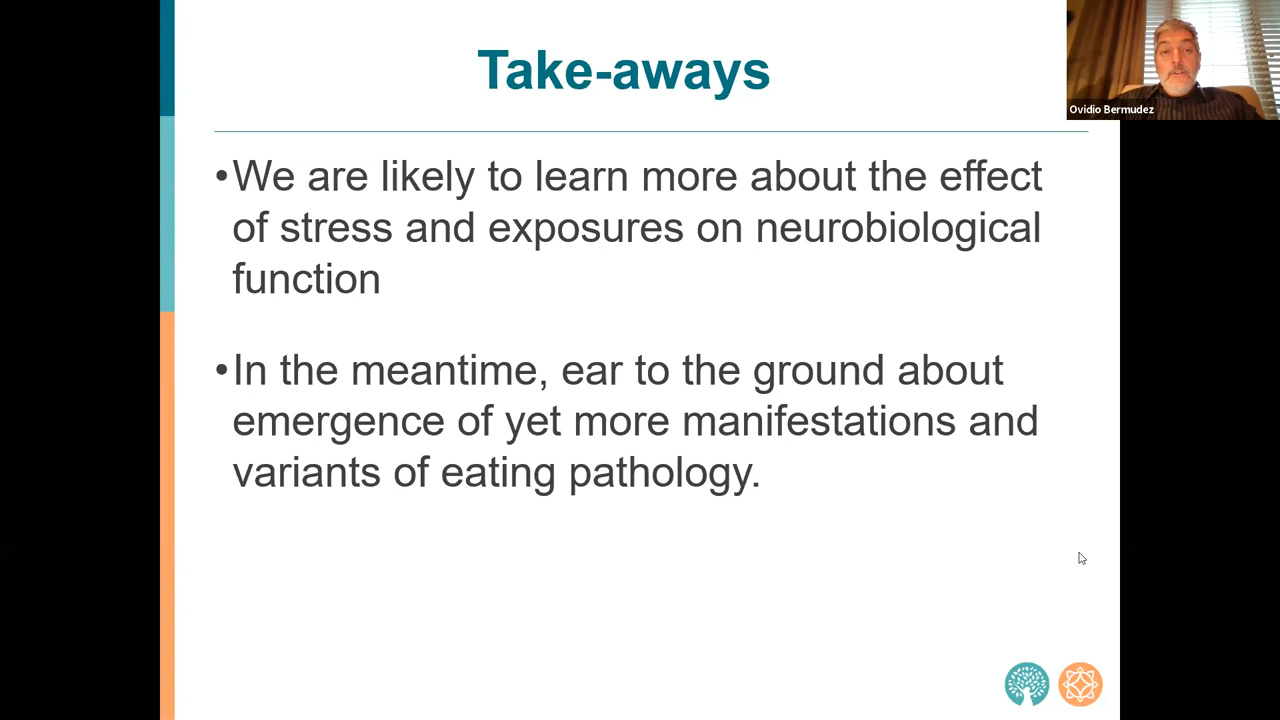 Take-aways
Ovidio Bermudez
•We are likely to learn more about the effect
of stress and exposures on neurobiological
function
•In the meantime, ear to the ground about
emergence of yet more manifestations and
variants of eating pathology.